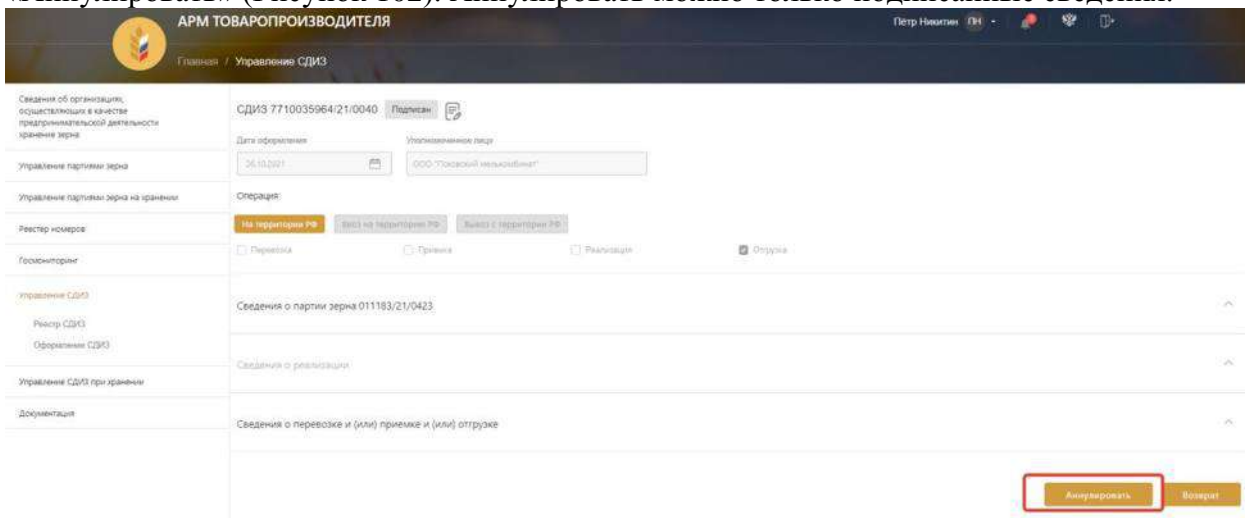 «Аннулировать» (Рисунок 162). Аннулировать можно только подписанные сведения.
АРМ ТОВАРОПРОИЗВОДИТЕЛЯ
Пётр Никитин ПН
Главная / Управление СДИЗ
Сведения об организациях,
осуществляющих в качестве
предпринимательской деятельности
хранение зерна
Управление партиями зерна
Управление партиями зерна на хранении
Реестр номеров
Госмониторинг
Управление СДИЗ
Реестр СДИЗ
Оформление СДИЗ
Управление СДИЗ при хранении
Документация
СДИЗ 7710035964/21/0040 Подписан
Дата оформления
Уполномоченное лицо
26.10.2021
ООО
Операция:
На территории РФ
Ввоз на территорию РФ
Вывоз с территории РФ
Перевозка
Приемка
Реализация
Отгрузка
Сведения о партии зерна 011183/21/0423
Сведения о реализации
Сведения о перевозке и (или) приемке и (или) отгрузке
Аннулировать
Возврат